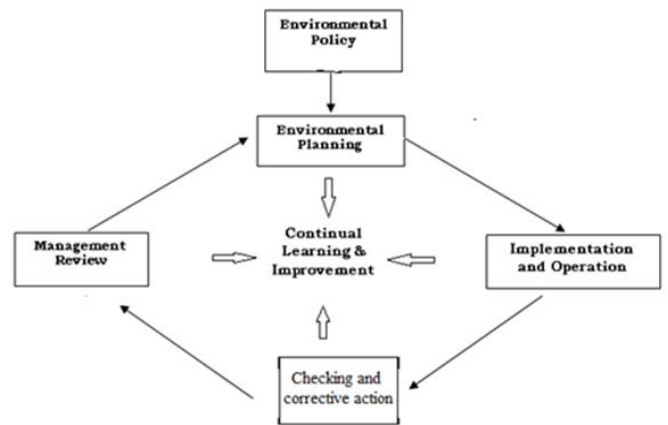 Environmental
Policy
Environmental
Planning
Continual
Learning &
Improvement
Management
Review
Implementation
and Operation
Checking and
corrective action